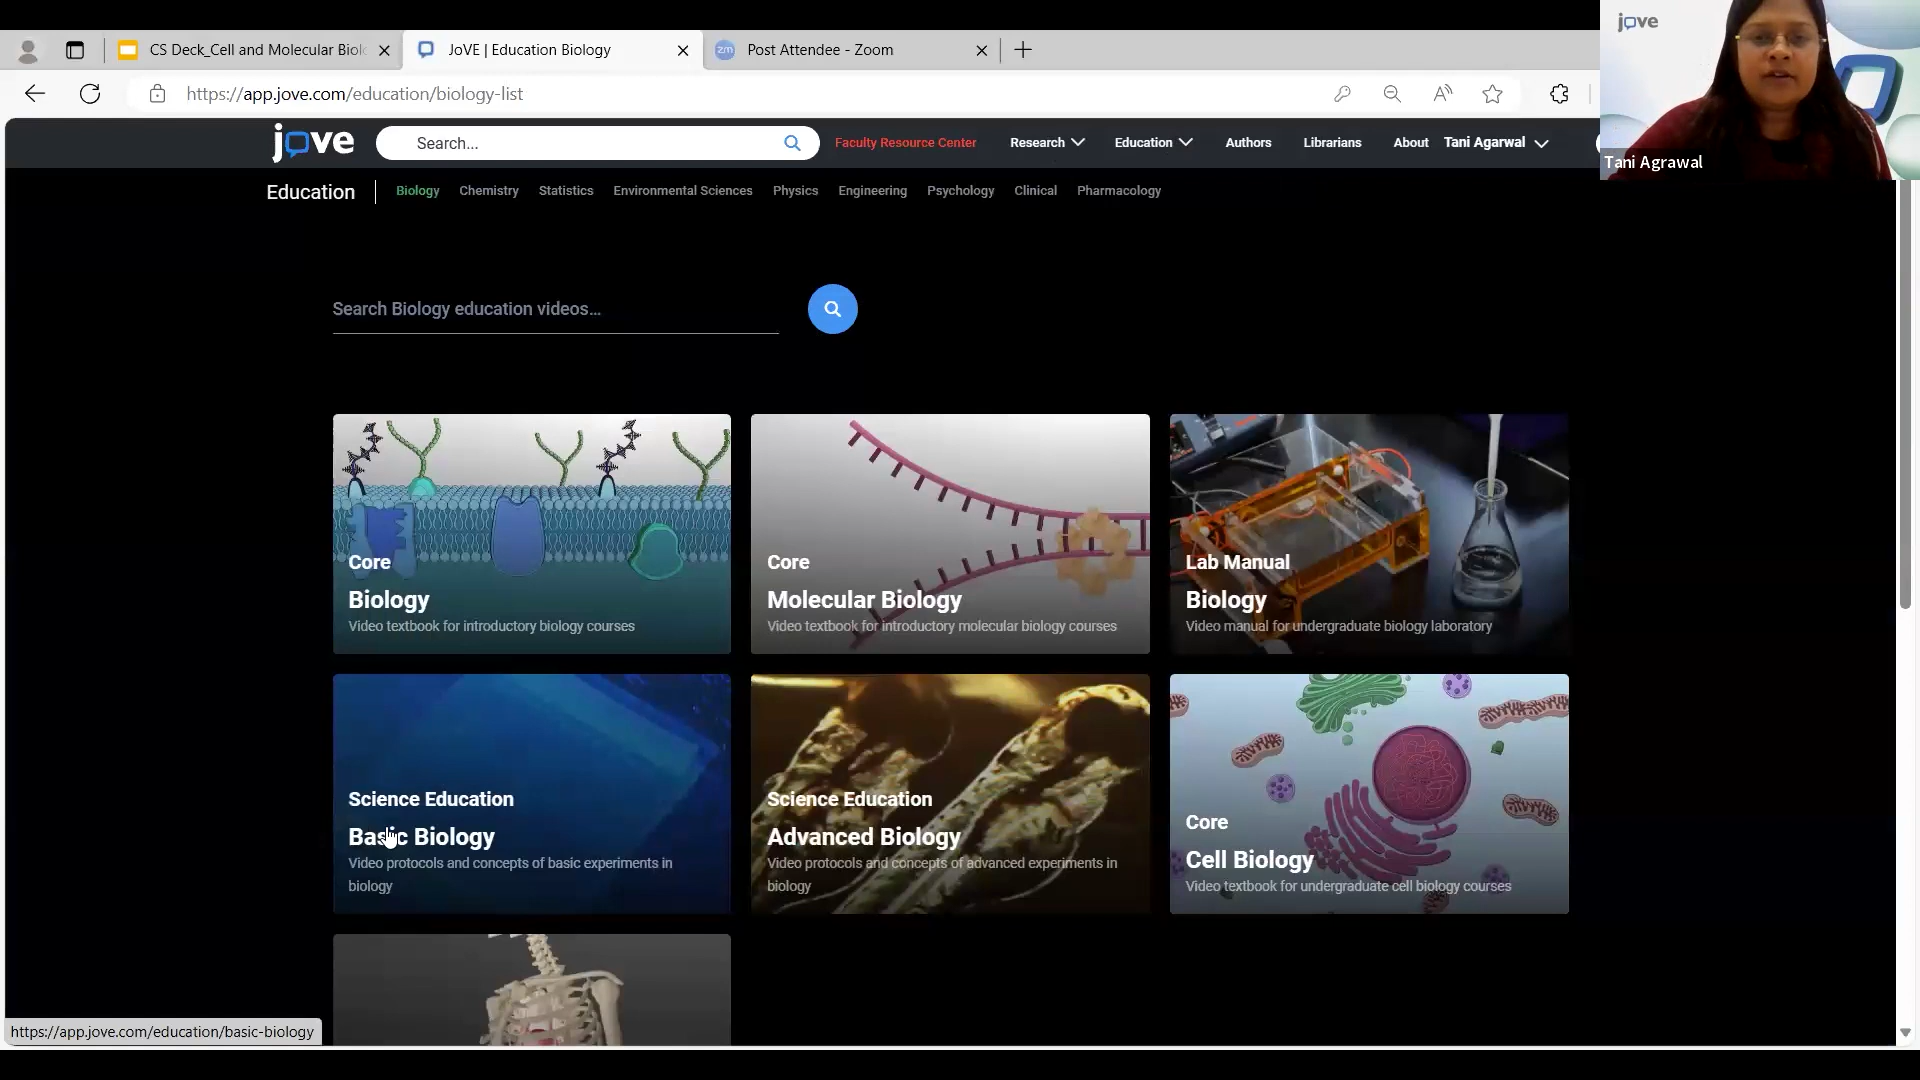 CS Deck_Cell and Molecular Biol
JoVE | Education Biology
zm
Post Attendee - Zoom
https://app.jove.com/education/biology-list
jove
Search...
Faculty Resource Center
Research
Education
Authors
Librarians
About
Tani Agarwal
jove
Tani Agrawal
Education
Biology
Chemistry
Statistics
Environmental Sciences
Physics
Engineering
Psychology
Clinical
Pharmacology
Search Biology education videos...
Core
Biology
Video textbook for introductory biology courses
Core
Molecular Biology
Video textbook for introductory molecular biology courses
Lab Manual
Biology
Video manual for undergraduate biology laboratory
Science Education
Basic Biology
Video protocols and concepts of basic experiments in
biology
Science Education
Advanced Biology
Video protocols and concepts of advanced experiments in
biology
Core
Cell Biology
Video textbook for undergraduate cell biology courses
https://app.jove.com/education/basic-biology